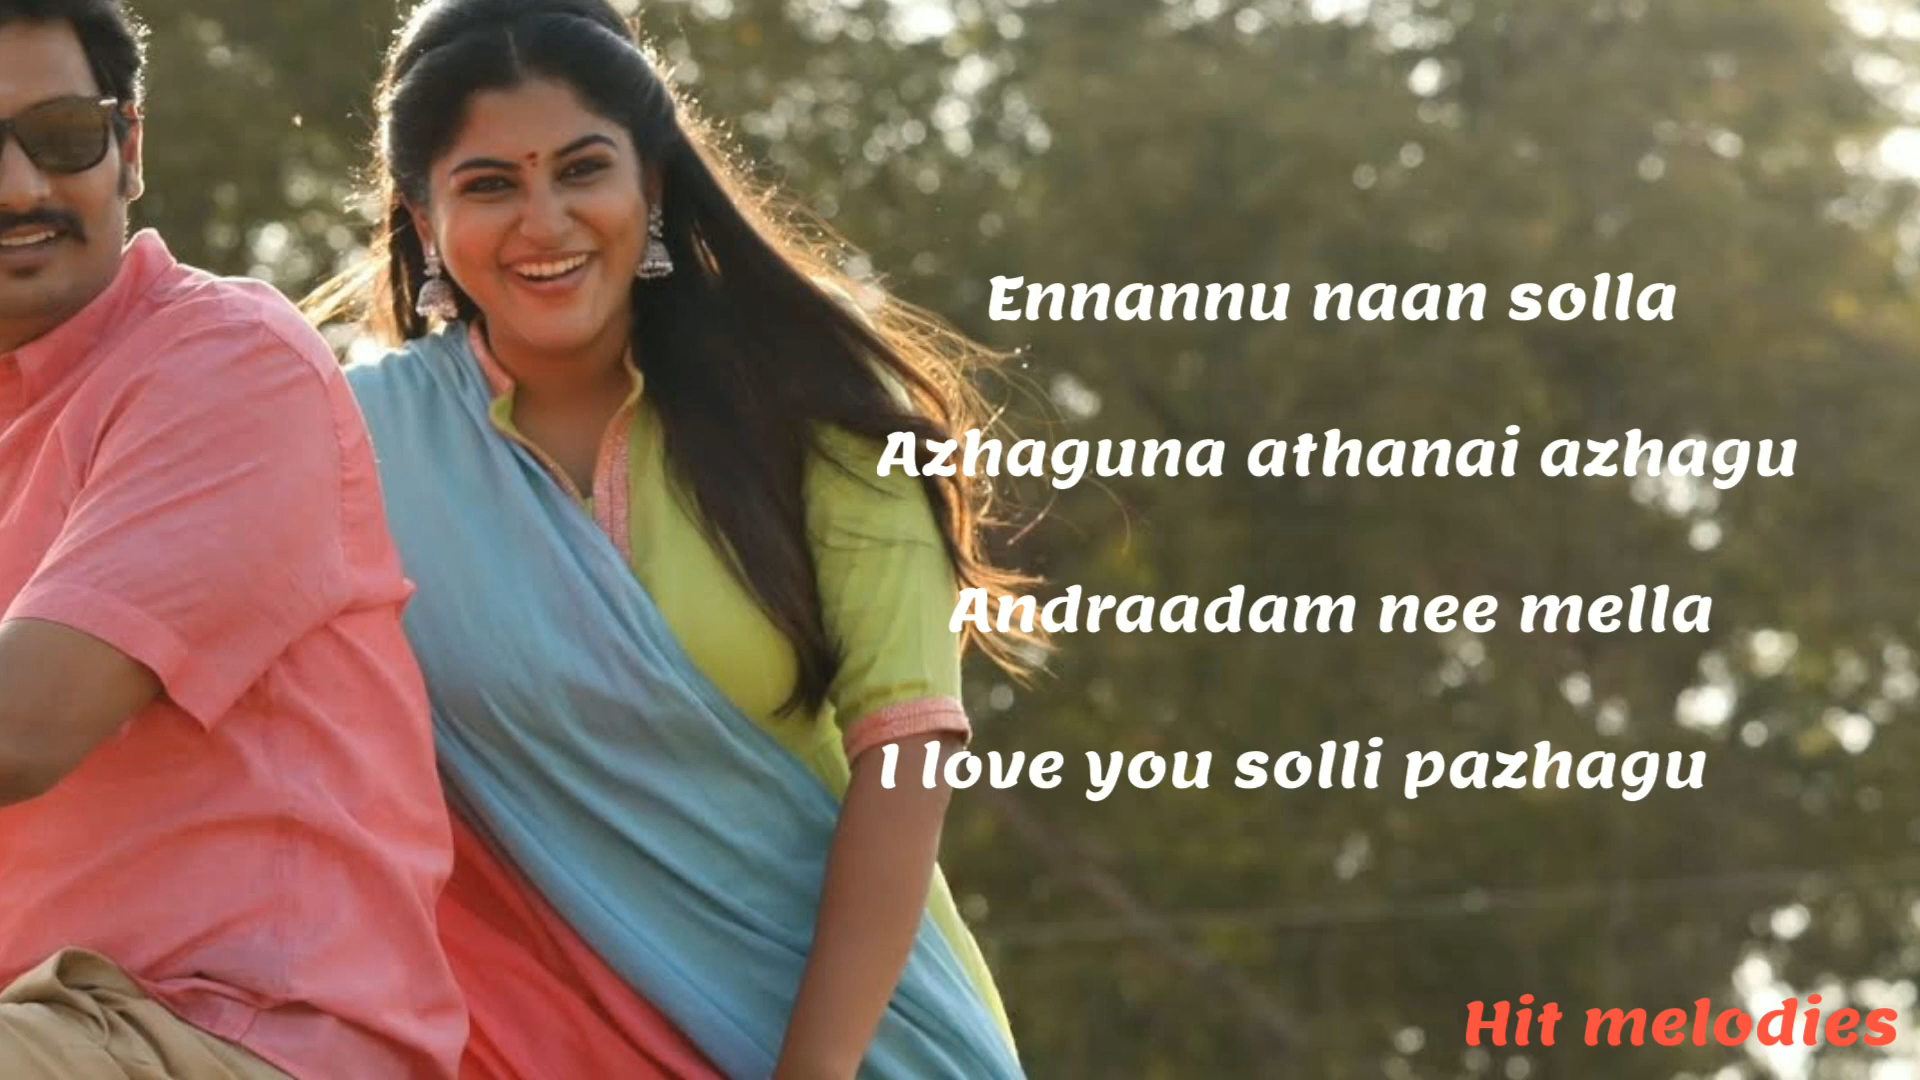 Ennannu naan solla
Azhaguna athanai azhagu
Andraadam nee mella
I love you solli pazhagu
Hit melodies